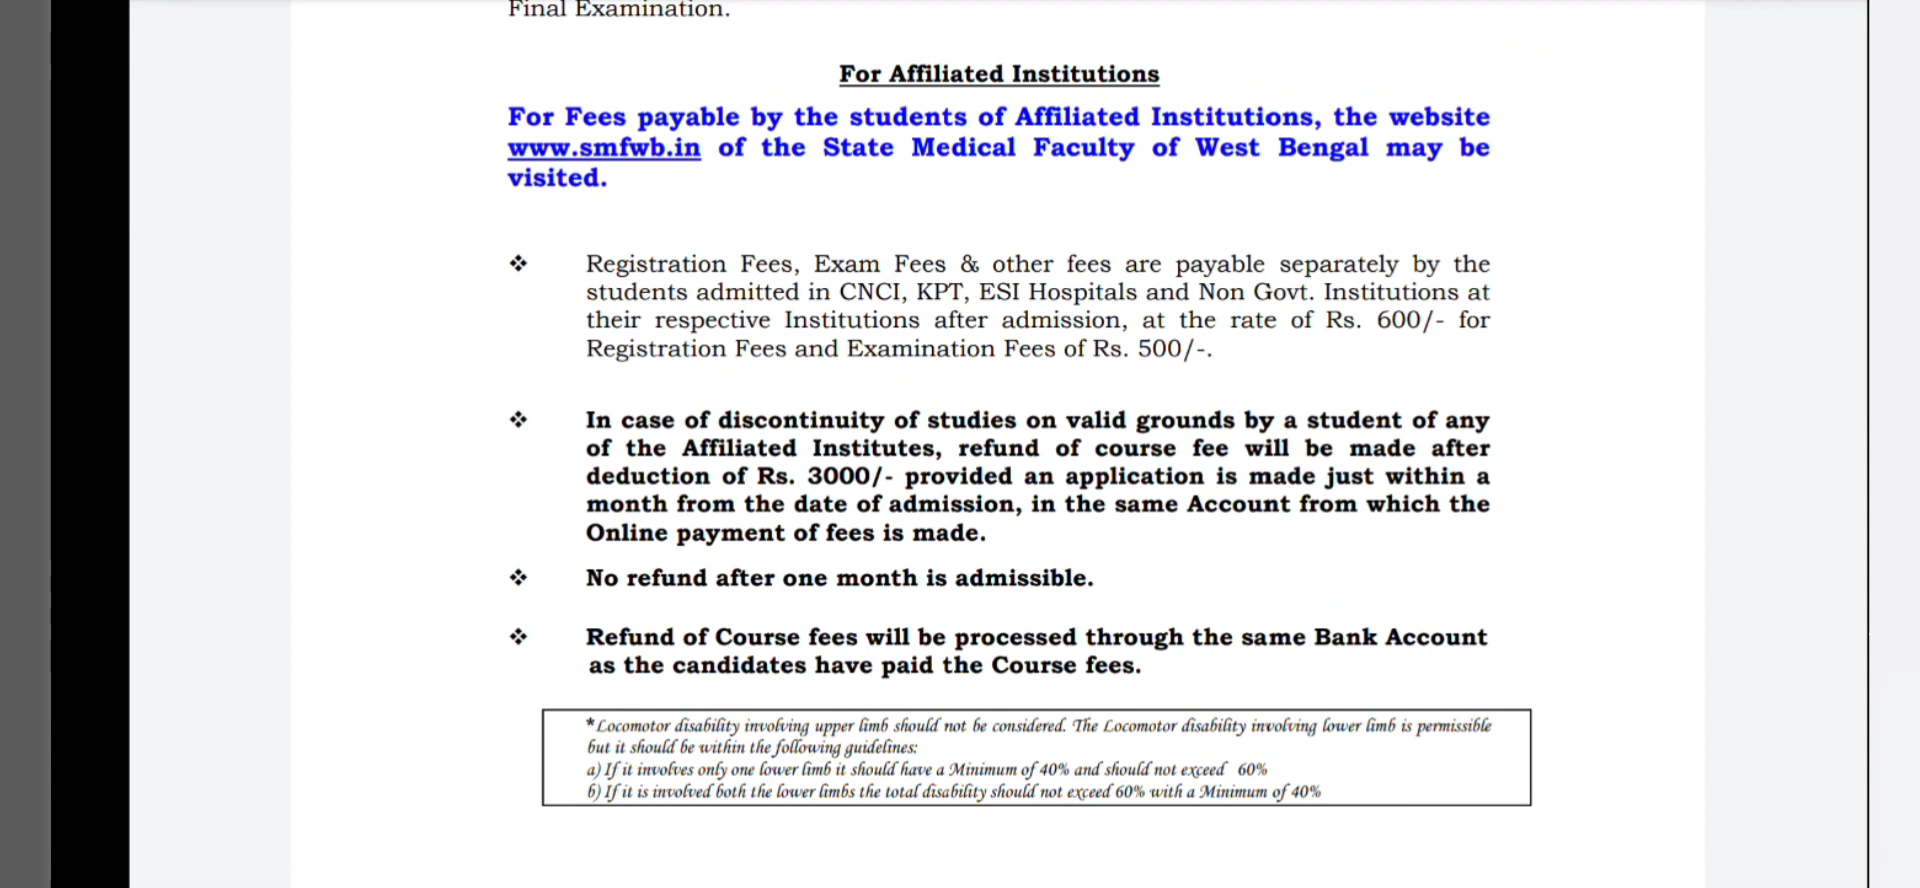 Final Examination.
For Affiliated Institutions
For Fees payable by the students of Affiliated Institutions, the website
www.smfwb.in of the State Medical Faculty of West Bengal may be
visited.
❖ Registration Fees, Exam Fees & other fees are payable separately by the
students admitted in CNCI, KPT, ESI Hospitals and Non Govt. Institutions at
their respective Institutions after admission, at the rate of Rs. 600/- for
Registration Fees and Examination Fees of Rs. 500/-.
❖ In case of discontinuity of studies on valid grounds by a student of any
of the Affiliated Institutes, refund of course fee will be made after
deduction of Rs. 3000/- provided an application is made just within a
month from the date of admission, in the same Account from which the
Online payment of fees is made.
❖ No refund after one month is admissible.
❖ Refund of Course fees will be processed through the same Bank Account
as the candidates have paid the Course fees.
*Locomotor disability involving upper limb should not be considered. The Locomotor disability involving lower limb is permissible
but it should be within the following guidelines:
a) If it involves only one lower limb it should have a Minimum of 40% and should not exceed 60%
b) If it is involved both the lower limbs the total disability should not exceed 60% with a Minimum of 40%